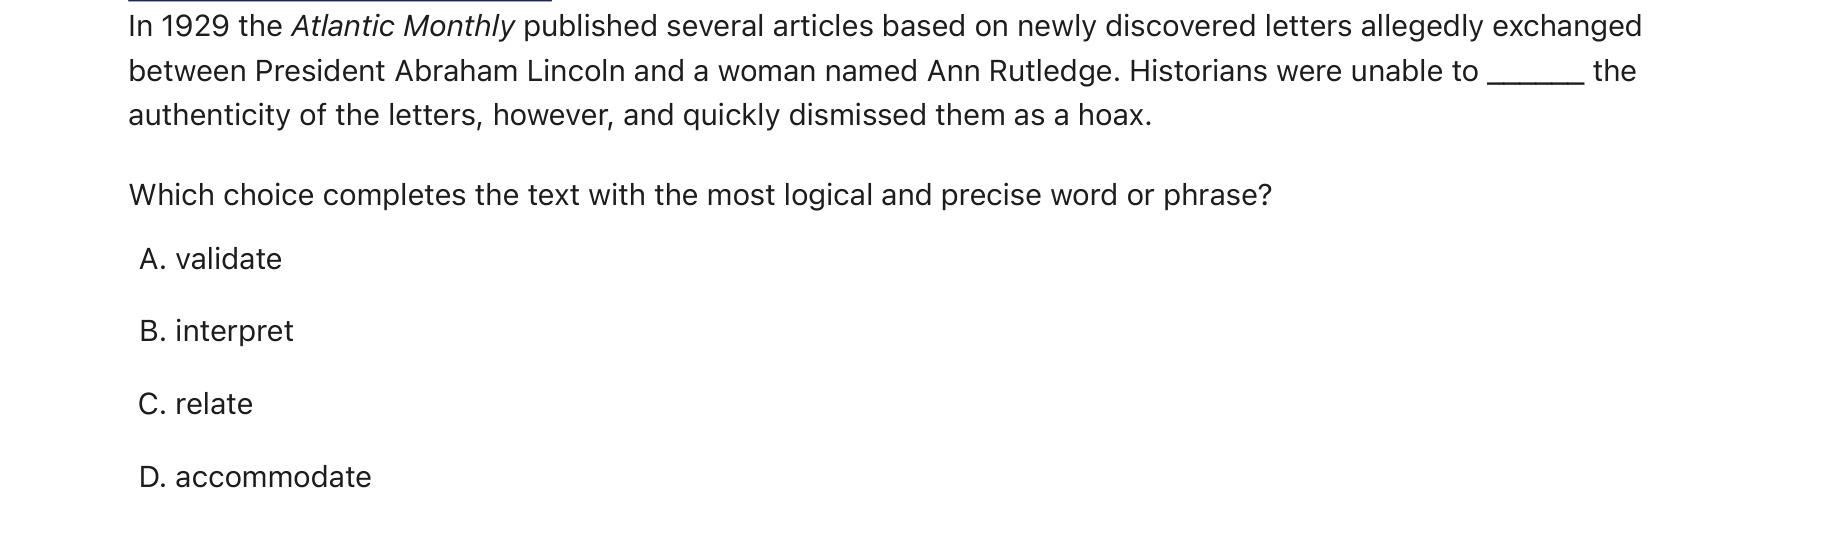 In 1929 the Atlantic Monthly published several articles based on newly discovered letters allegedly exchanged
between President Abraham Lincoln and a woman named Ann Rutledge. Historians were unable to ______ the
authenticity of the letters, however, and quickly dismissed them as a hoax.
Which choice completes the text with the most logical and precise word or phrase?
A. validate
B. interpret
C. relate
D. accommodate